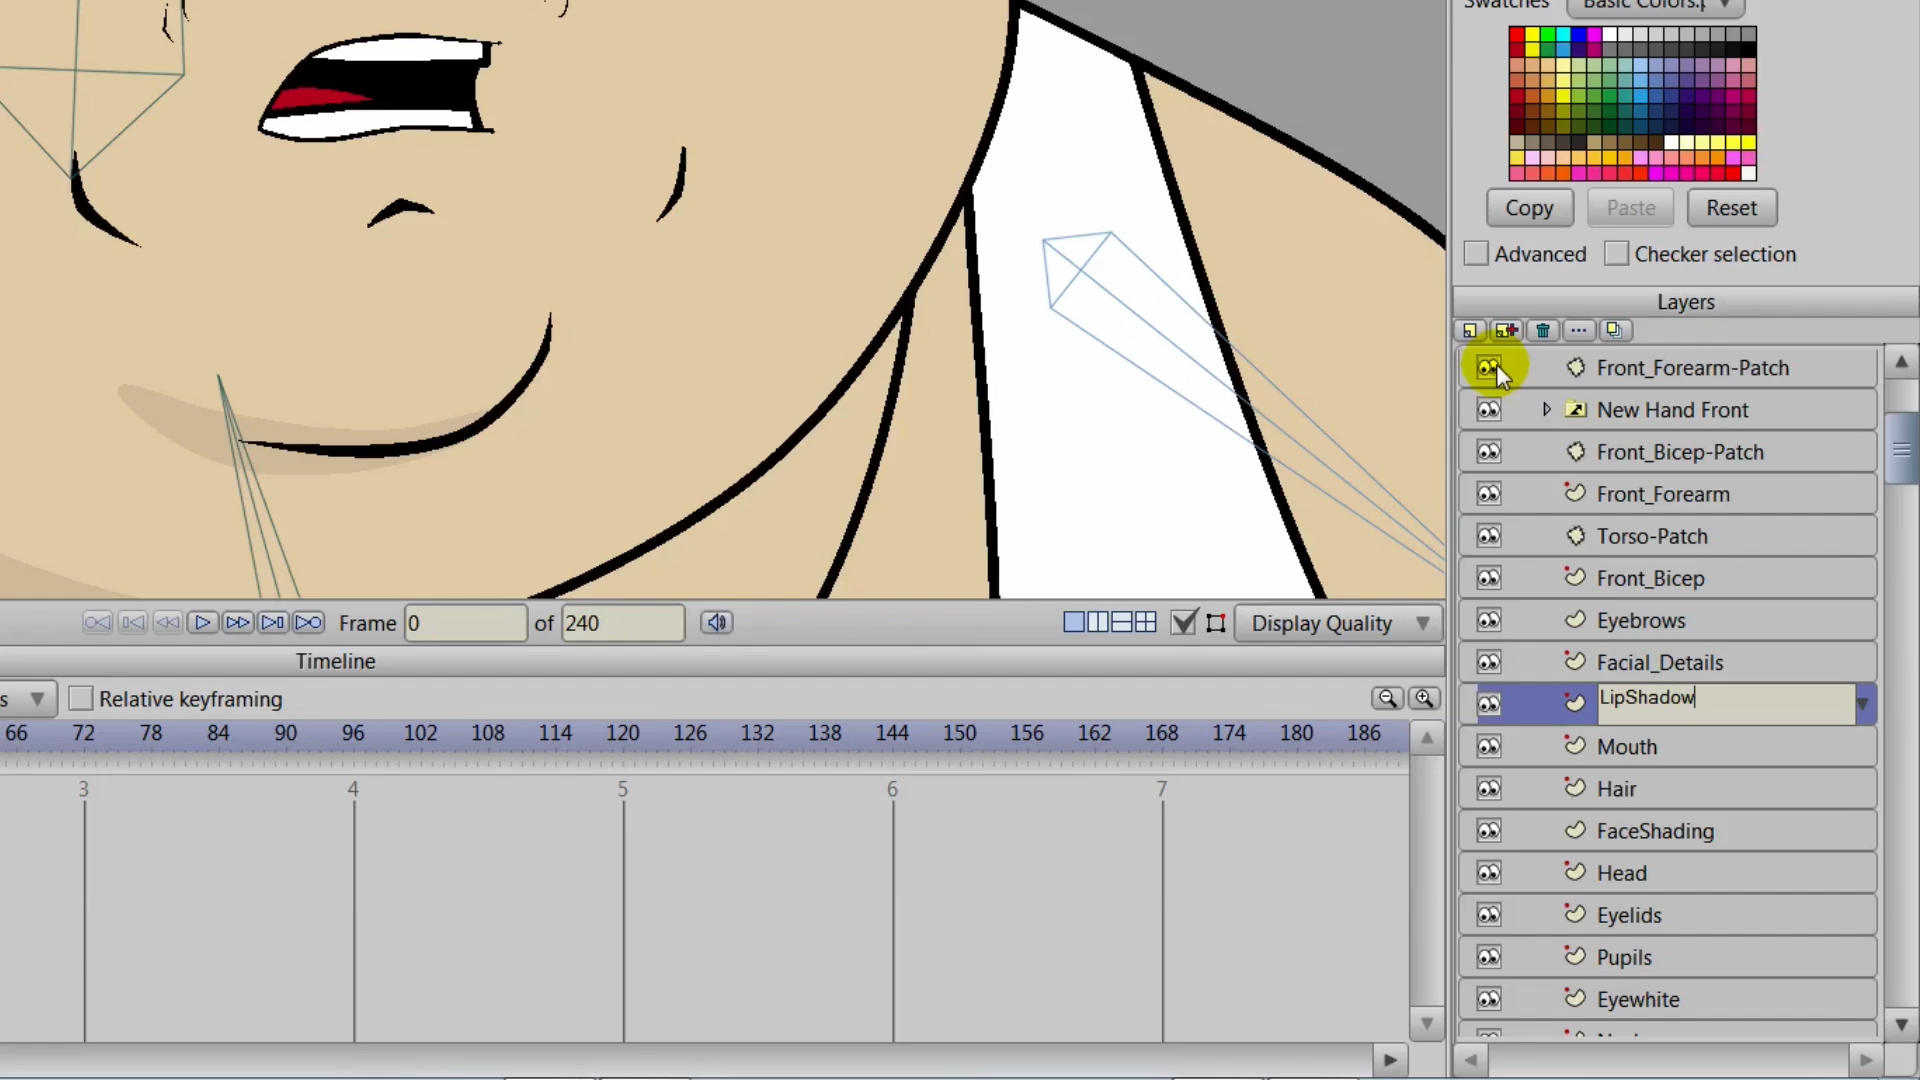 Swatches Basic Colors.p
Copy Paste Reset
Advanced Checker selection
Layers
Front_Forearm-Patch
New Hand Front
Front_Bicep-Patch
Front_Forearm
Torso-Patch
Front_Bicep
Eyebrows
Facial_Details
LipShadow
Mouth
Hair
FaceShading
Head
Eyelids
Pupils
Eyewhite
Frame 0 of 240 Display Quality
Timeline
s Relative keyframing
66 72 78 84 90 96 102 108 114 120 126 132 138 144 150 156 162 168 174 180 186
3 4 5 6 7